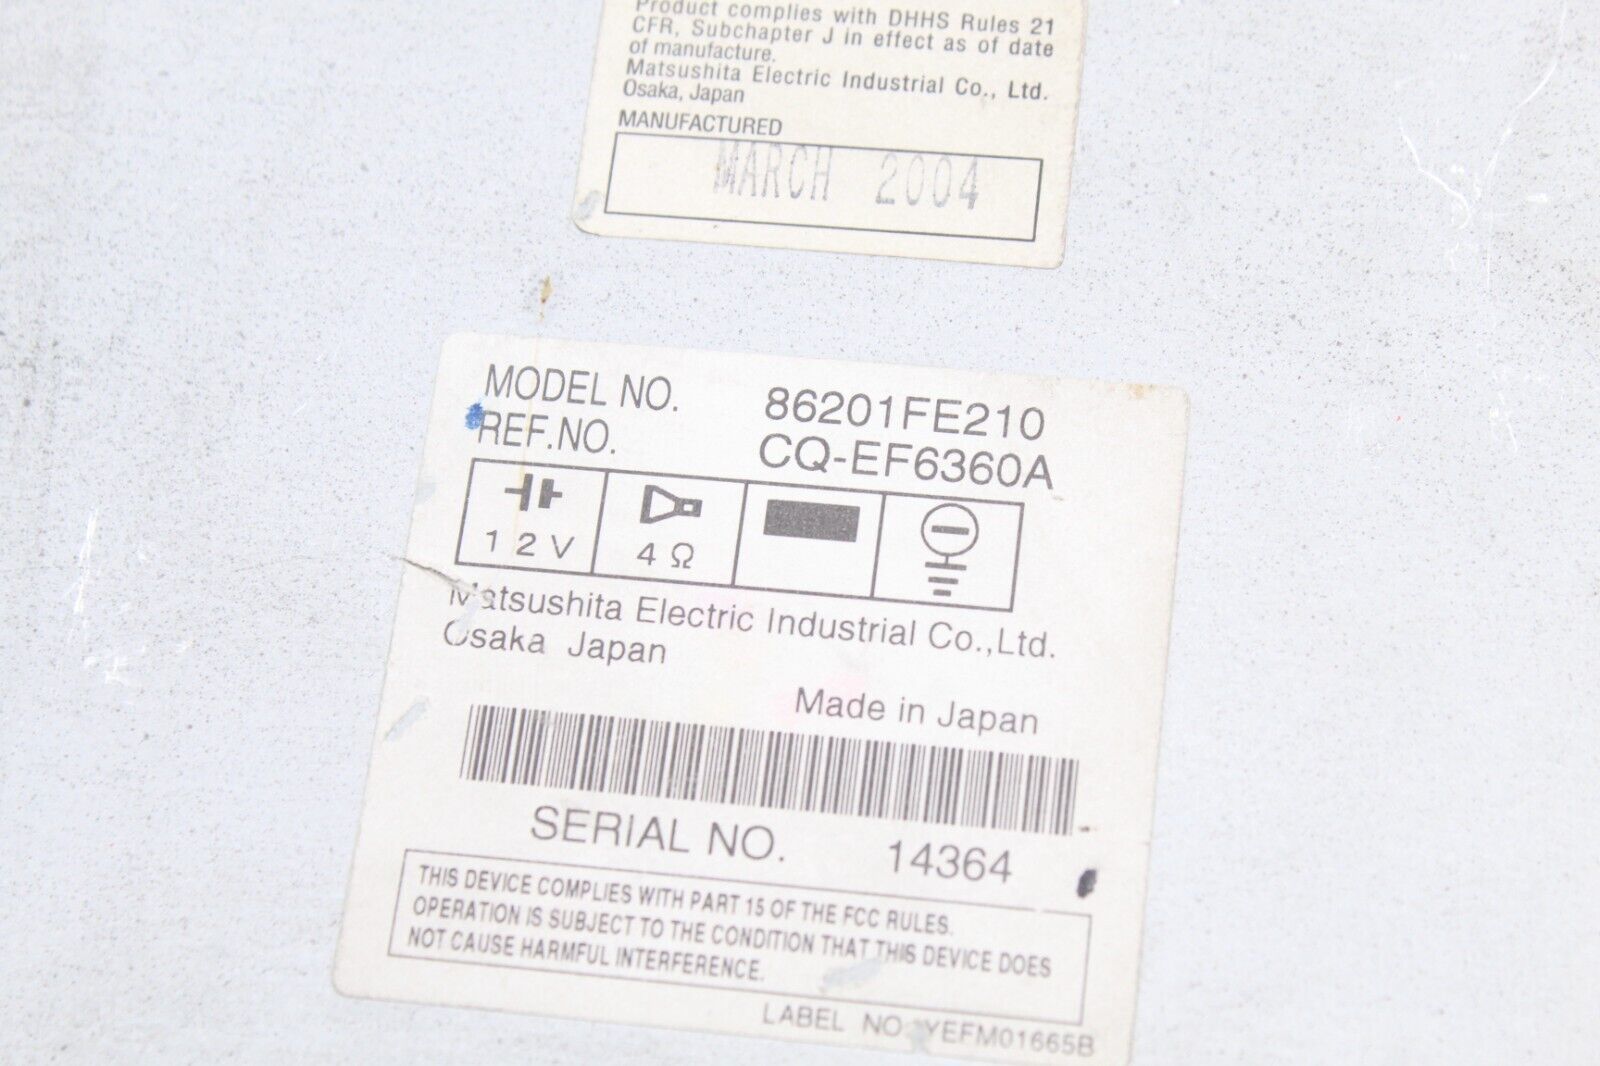 Product complies with DHHS Rules 21
CFR, Subchapter J in effect as of date
of manufacture.
Matsushita Electric Industrial Co., Ltd.
Osaka, Japan
MANUFACTURED
MARCH 2004
MODEL NO. 86201FE210
REF.NO. CQ-EF6360A
12V 4Ω
Matsushita Electric Industrial Co.,Ltd.
Osaka Japan
Made in Japan
SERIAL NO. 14364
THIS DEVICE COMPLIES WITH PART 15 OF THE FCC RULES.
OPERATION IS SUBJECT TO THE CONDITION THAT THIS DEVICE DOES
NOT CAUSE HARMFUL INTERFERENCE.
LABEL NO. YEFM01665B